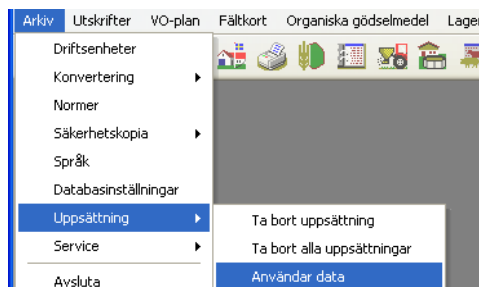 Arkiv Utskrifter VO-plan Fältkort Organiska gödselmedel Lager
Driftsenheter
Konvertering
Normer
Säkerhetskopia
Språk
Databasinställningar
Uppsättning
Ta bort uppsättning
Service
Ta bort alla uppsättningar
Avsluta
Användar data